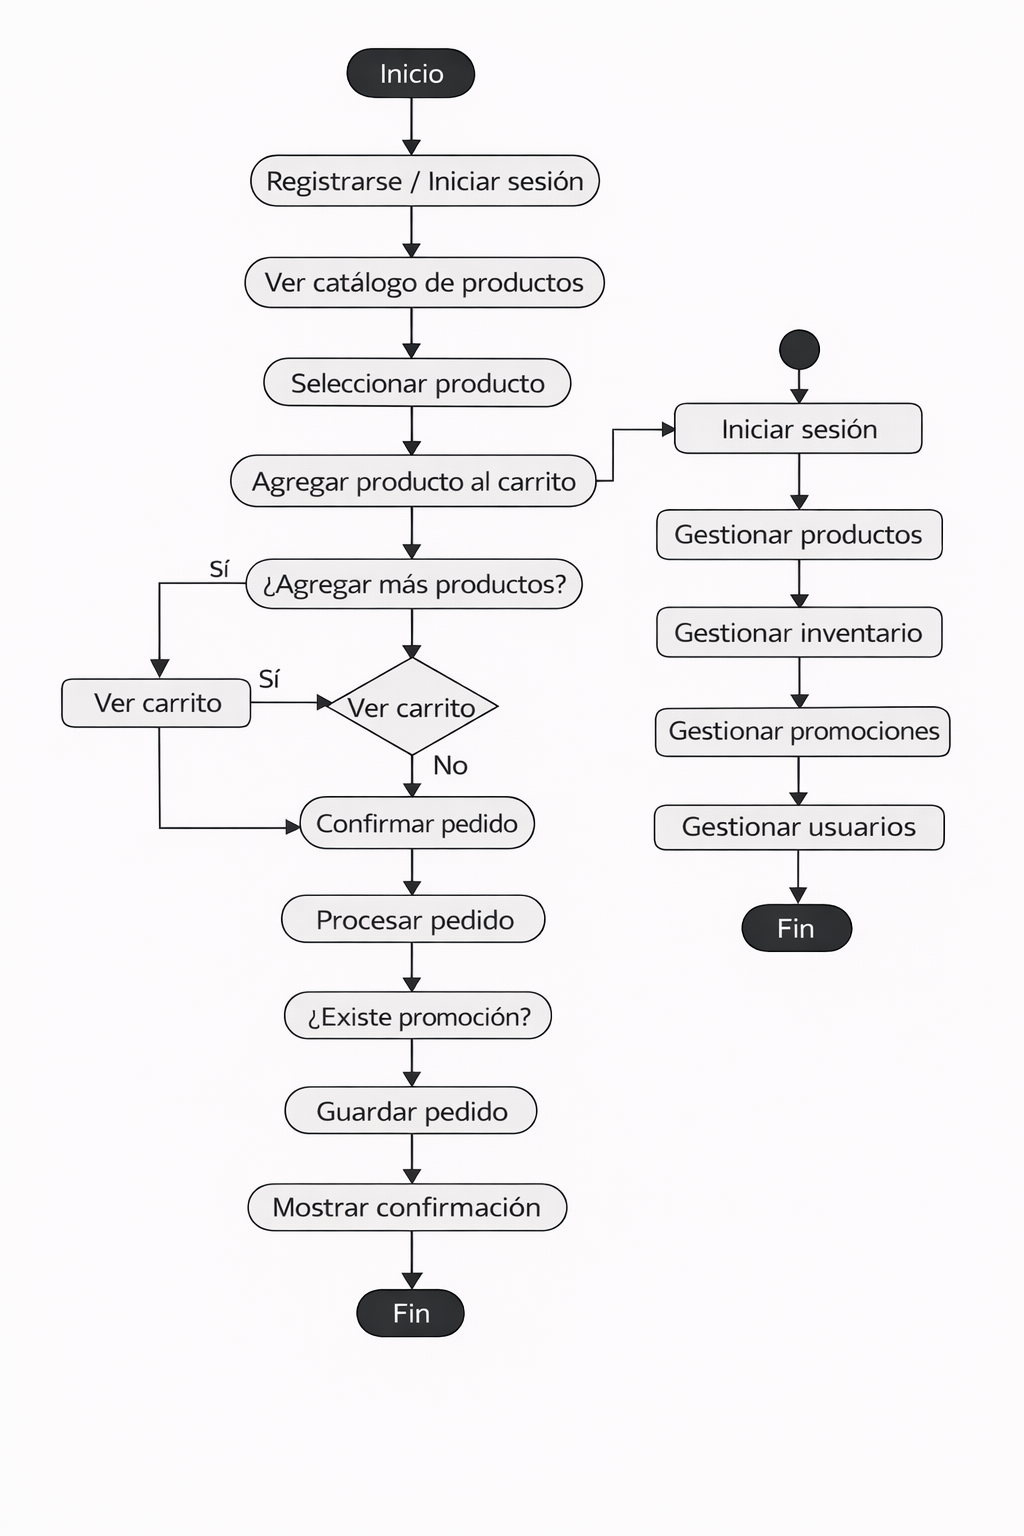 Inicio
Registrarse / Iniciar sesión
Ver catálogo de productos
Seleccionar producto
Agregar producto al carrito
¿Agregar más productos?
Sí
Ver carrito
Sí
Ver carrito
No
Confirmar pedido
Procesar pedido
¿Existe promoción?
Guardar pedido
Mostrar confirmación
Fin
Iniciar sesión
Gestionar productos
Gestionar inventario
Gestionar promociones
Gestionar usuarios
Fin